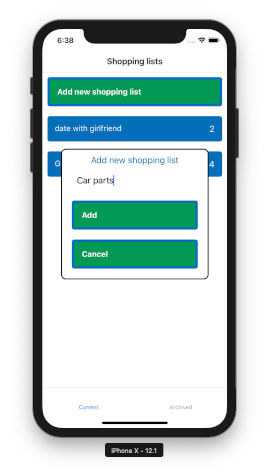 6:38
Shopping lists
Add new shopping list
date with girlfriend 2
G 4
Add new shopping list
Car parts
Add
Cancel
Current
Archived
iPhone X - 12.1